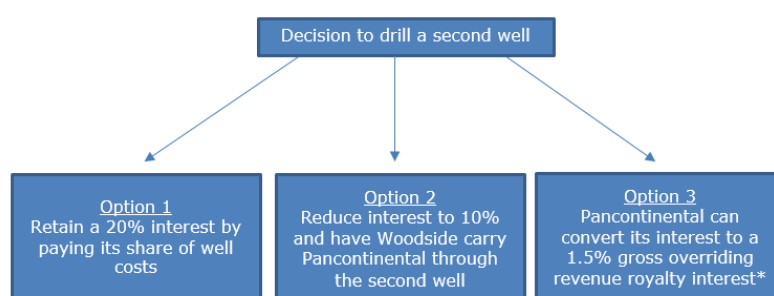 Decision to drill a second well
Option 1
Retain a 20% interest by
paying its share of well
costs
Option 2
Reduce interest to 10%
and have Woodside carry
Pancontinental through
the second well
Option 3
Pancontinental can
convert its interest to a
1.5% gross overriding
revenue royalty interest*